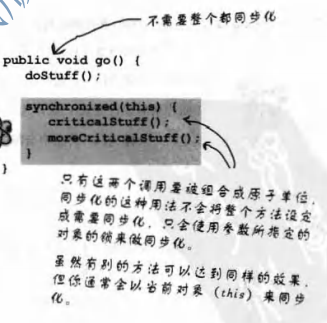 不需要整个都同步化
public void go() {
doStuff();
synchronized(this) {
criticalStuff();
moreCriticalStuff();
}
}
只有这两个调用要被组合成原子单位，
同步化的这种用法不会将整个方法设定
成需要同步化，只会使用参数所指定的
对象的锁来做同步化。
虽然有别的方法可以达到同样的效果，
但你通常会以当前对象（this）来同步
化。